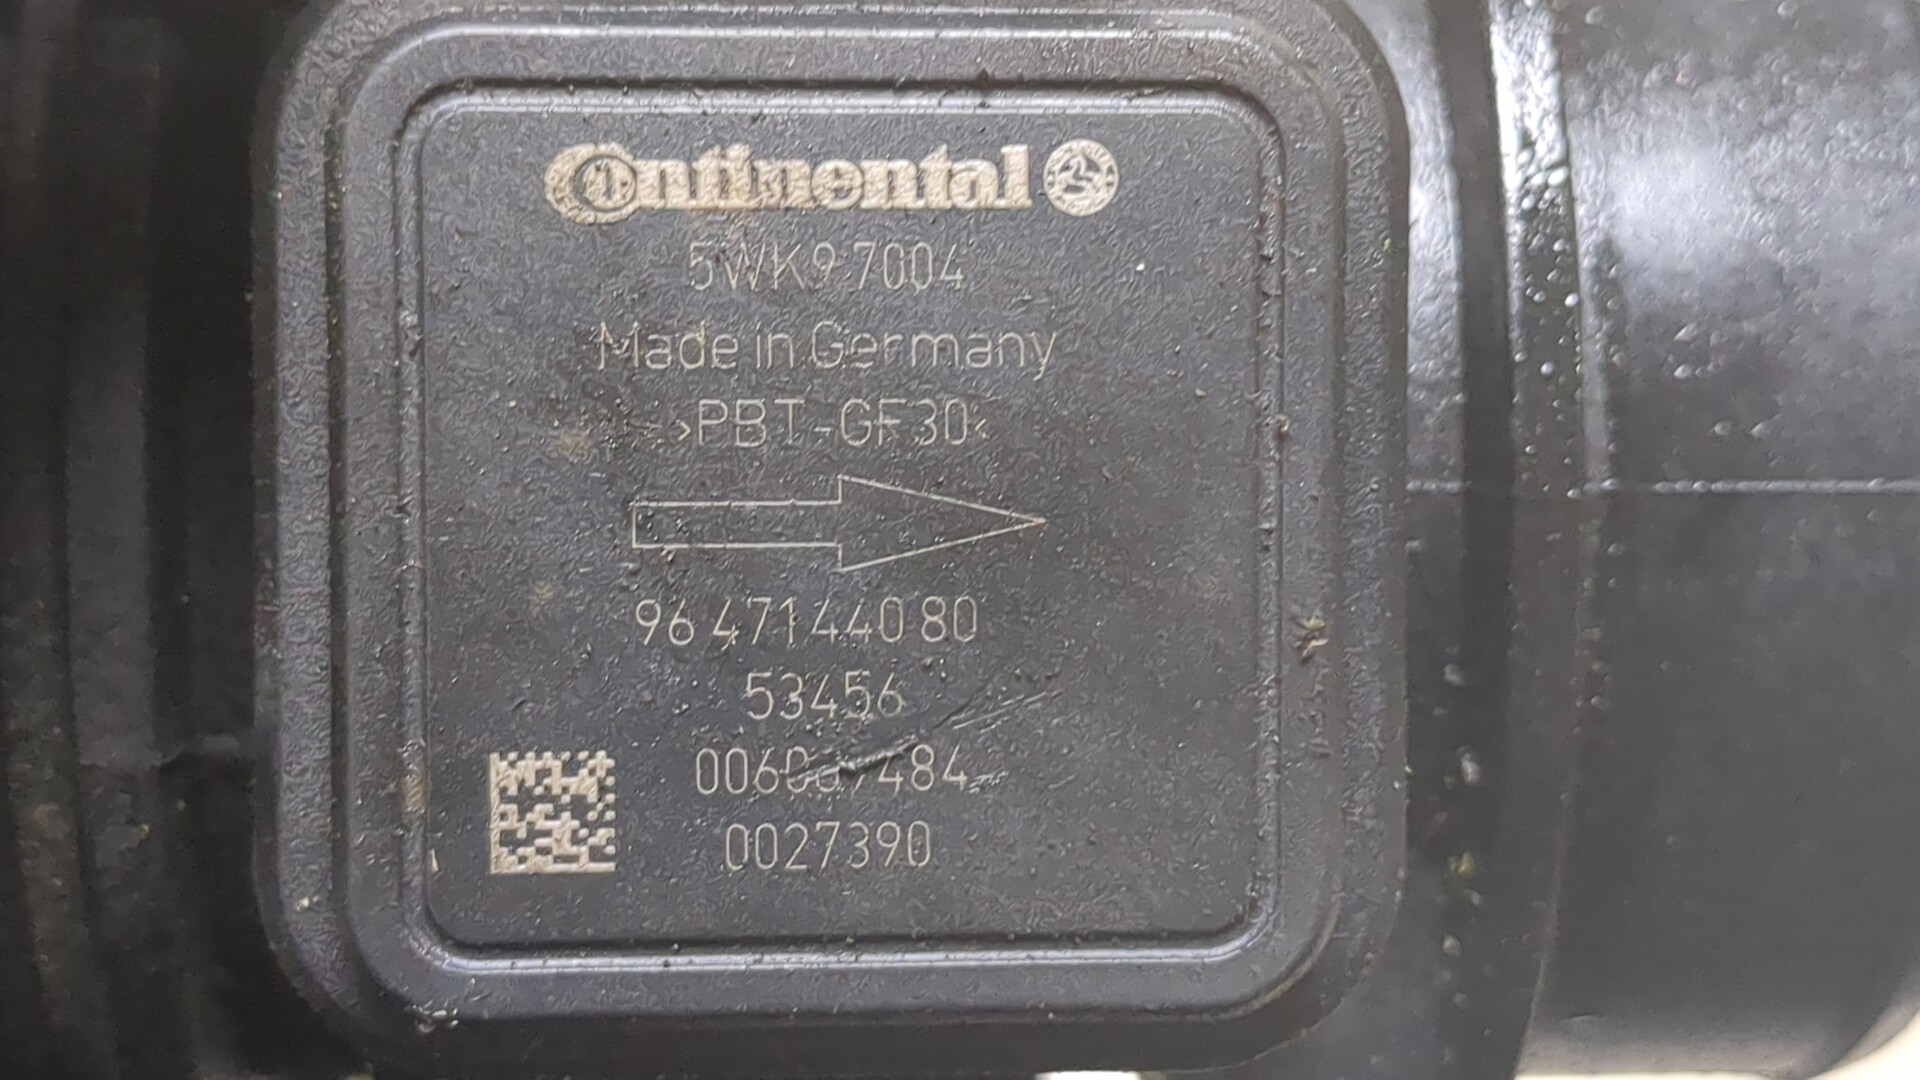 Continental
5WK9 7004
Made in Germany
>PBT-GF30<
96 471 440 80
53456
0027390